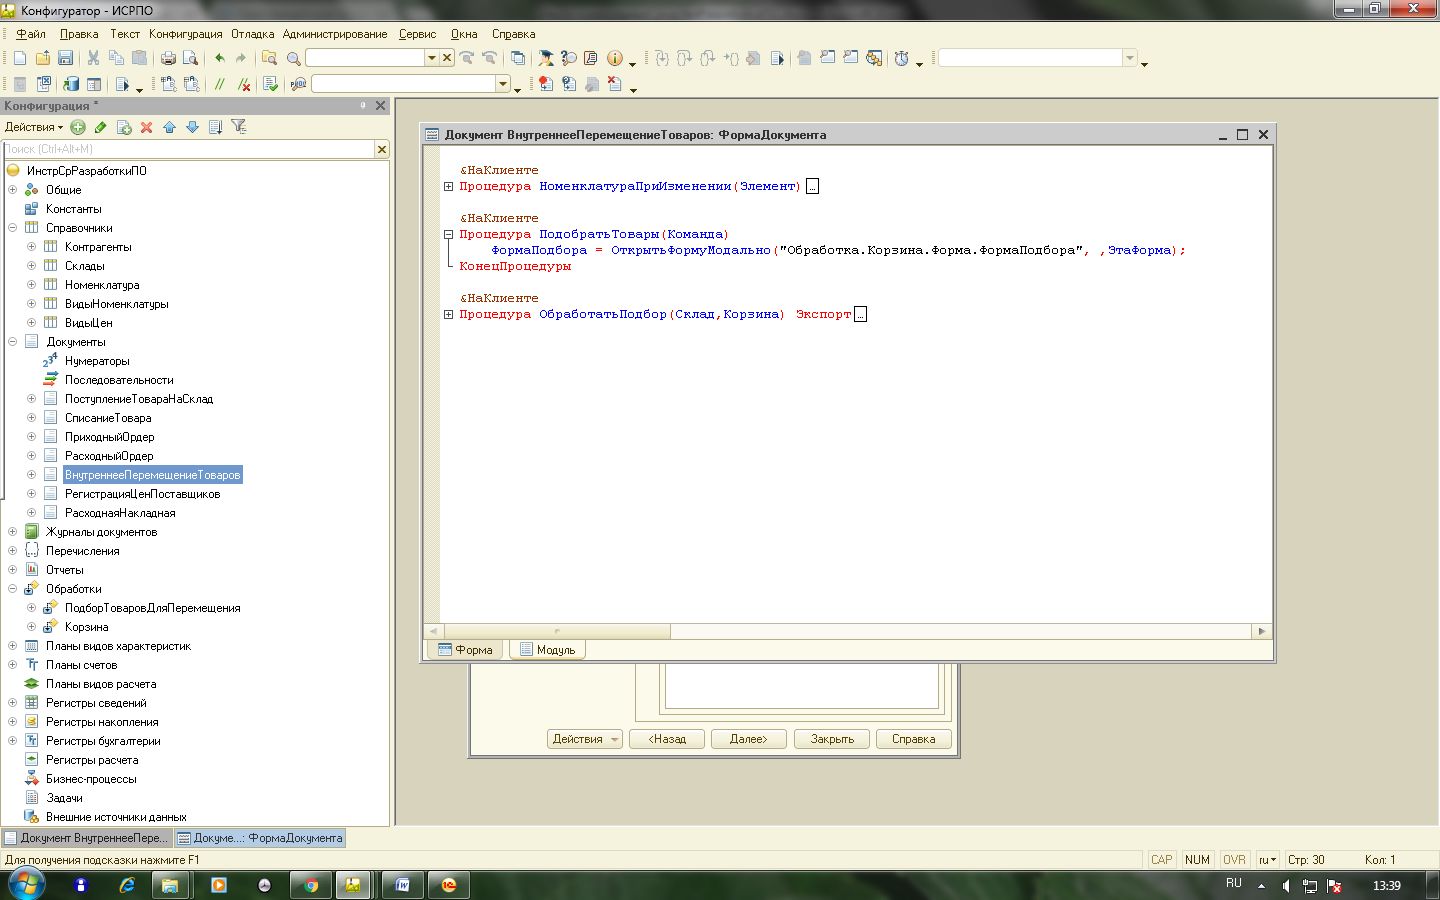 Конфигуратор - ИСРПО
Файл Правка Текст Конфигурация Отладка Администрирование Сервис Окна Справка
Конфигурация *
Действия
Поиск (Ctrl+Alt+M)
ИнстрСрРазработкиПО
Общие
Константы
Справочники
Контрагенты
Склады
Номенклатура
ВидыНоменклатуры
ВидыЦен
Документы
Нумераторы
Последовательности
ПоступлениеТовараНаСклад
СписаниеТовара
ПриходныйОрдер
РасходныйОрдер
ВнутреннееПеремещениеТоваров
РегистрацияЦенПоставщиков
РасходнаяНакладная
Журналы документов
Перечисления
Отчеты
Обработки
ПодборТоваровДляПеремещения
Корзина
Планы видов характеристик
Планы счетов
Планы видов расчета
Регистры сведений
Регистры накопления
Регистры бухгалтерии
Регистры расчета
Бизнес-процессы
Задачи
Внешние источники данных
Документ ВнутреннееПеремещениеТоваров: ФормаДокумента
&НаКлиенте
Процедура НоменклатураПриИзменении(Элемент) ...
&НаКлиенте
Процедура ПодобратьТовары(Команда)
ФормаПодбора = ОткрытьФормуМодально("Обработка.Корзина.Форма.ФормаПодбора", ,ЭтаФорма);
КонецПроцедуры
&НаКлиенте
Процедура ОбработатьПодбор(Склад,Корзина) Экспорт ...
Форма Модуль
Действия <Назад Далее> Закрыть Справка
Документ ВнутреннееПере... Докуме...: ФормаДокумента
Для получения подсказки нажмите F1 CAP NUM OVR ru Стр: 30 Кол: 1
RU 13:39